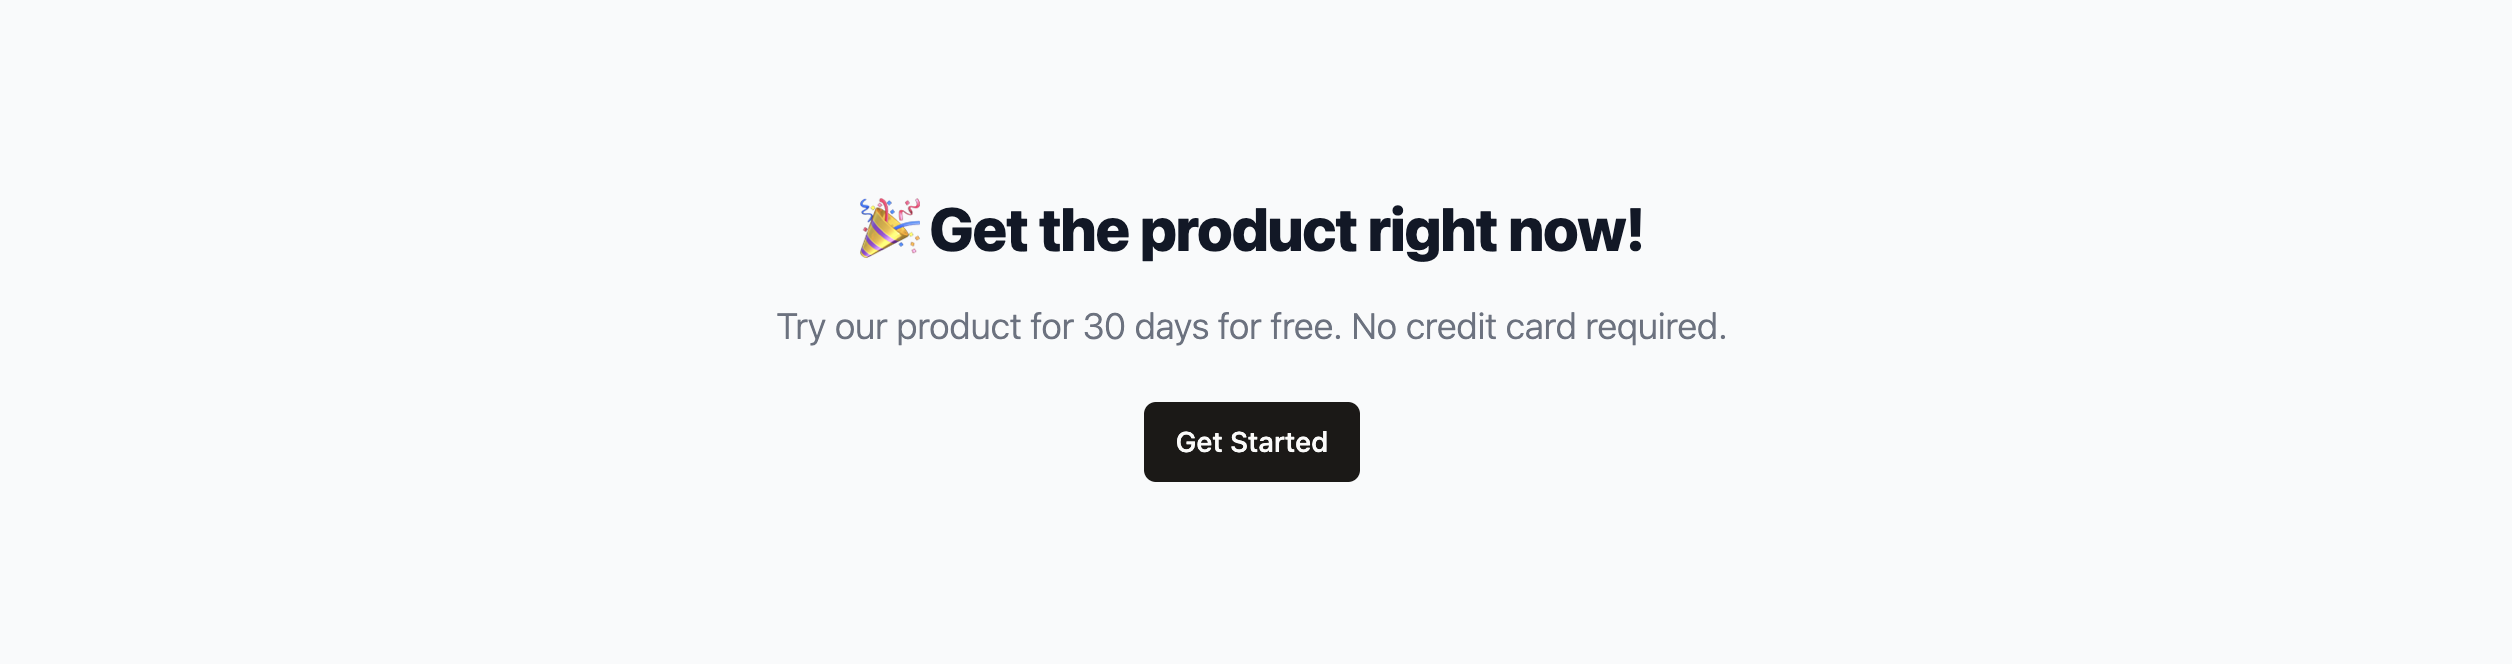 🎉 Get the product right now!
Try our product for 30 days for free. No credit card required.
Get Started